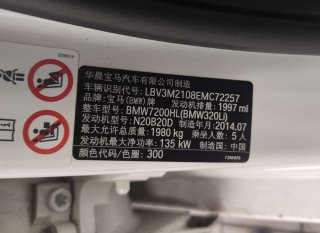 华晨宝马汽车有限公司制造
车辆识别代号: LBV3M2108EMC72257
品牌: 宝马(BMW)牌 发动机排量: 1997 ml
型号: BMW7200HL(BMW320Li)
发动机型号: N20B20D 制造年月: 2014.07
最大允许总质量: 1980 kg 乘坐人数: 5 人
发动机最大净功率: 135 kW 制造国: 中国
颜色代码/色圈: 300